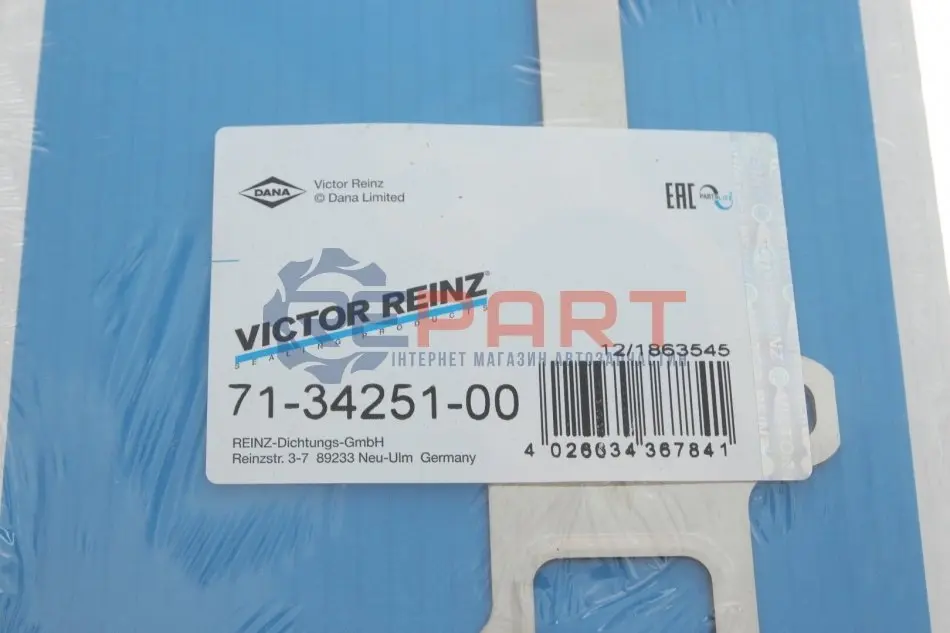 DANA
Victor Reinz
© Dana Limited
EAC
PART
VICTOR REINZ®
SEALING PRODUCTS
PART
ІНТЕРНЕТ МАГАЗИН АВТОЗАПЧАСТИН
12/1863545
71-34251-00
REINZ-Dichtungs-GmbH
Reinzstr. 3-7 89233 Neu-Ulm Germany
4 026634 367841